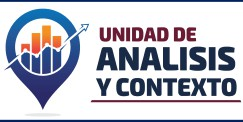 UNIDAD DE
ANALISIS
Y CONTEXTO